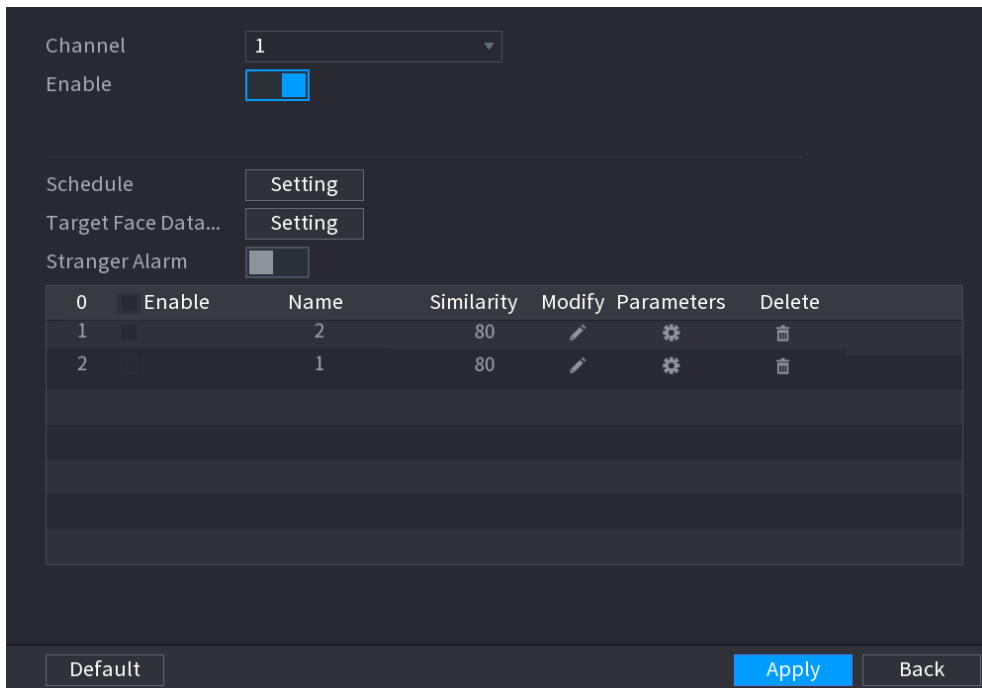 Channel 1
Enable
Schedule Setting
Target Face Data... Setting
Stranger Alarm
0 Enable Name Similarity Modify Parameters Delete
1 2 80
2 1 80
Default Apply Back